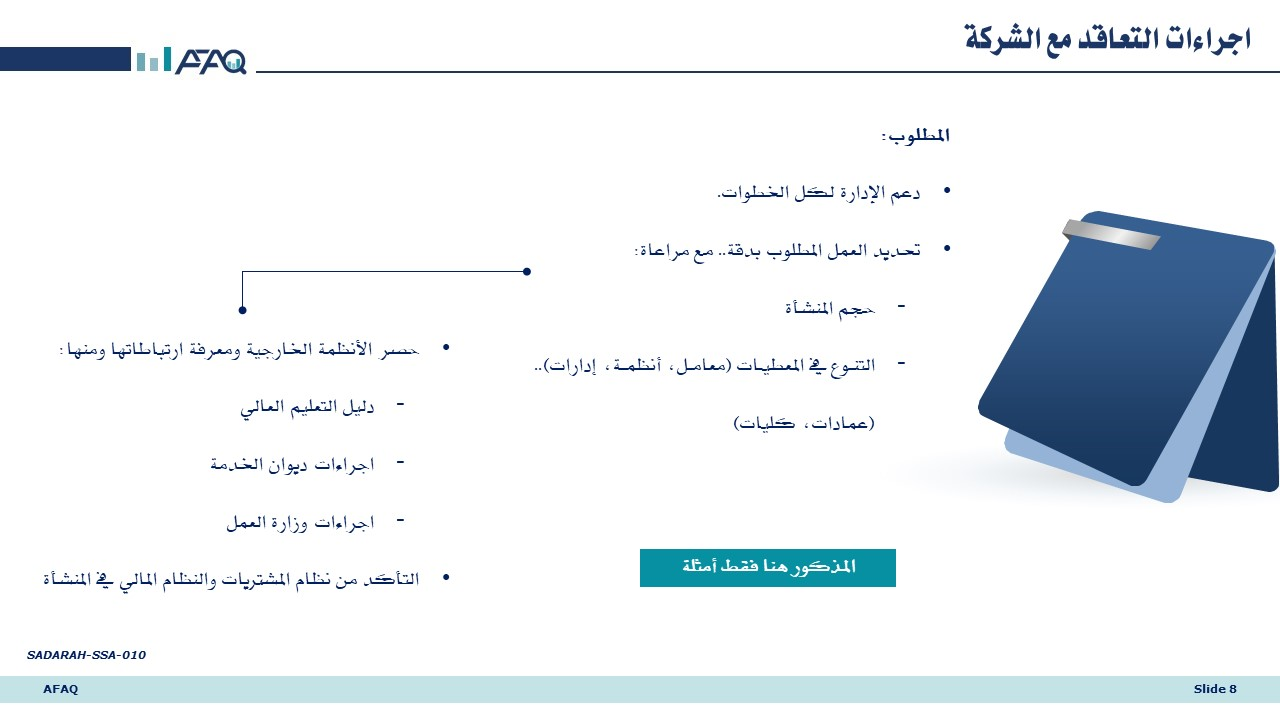 اجراءات التعاقد مع الشركة
AFAQ
المطلوب:
• دعم الإدارة لكل الخطوات.
• تحديد العمل المطلوب بدقة.. مع مراعاة:
- حجم المنشأة
- التنوع في المعطيات (معامل، أنظمة، إدارات)..
(عمادات، كليات)
• حصر الأنظمة الخارجية ومعرفة ارتباطاتها ومنها:
- دليل التعليم العالي
- اجراءات ديوان الخدمة
- اجراءات وزارة العمل
• التأكد من نظام المشتريات والنظام المالي في المنشأة
المذكور هنا فقط أمثلة
SADARAH-SSA-010
AFAQ
Slide 8